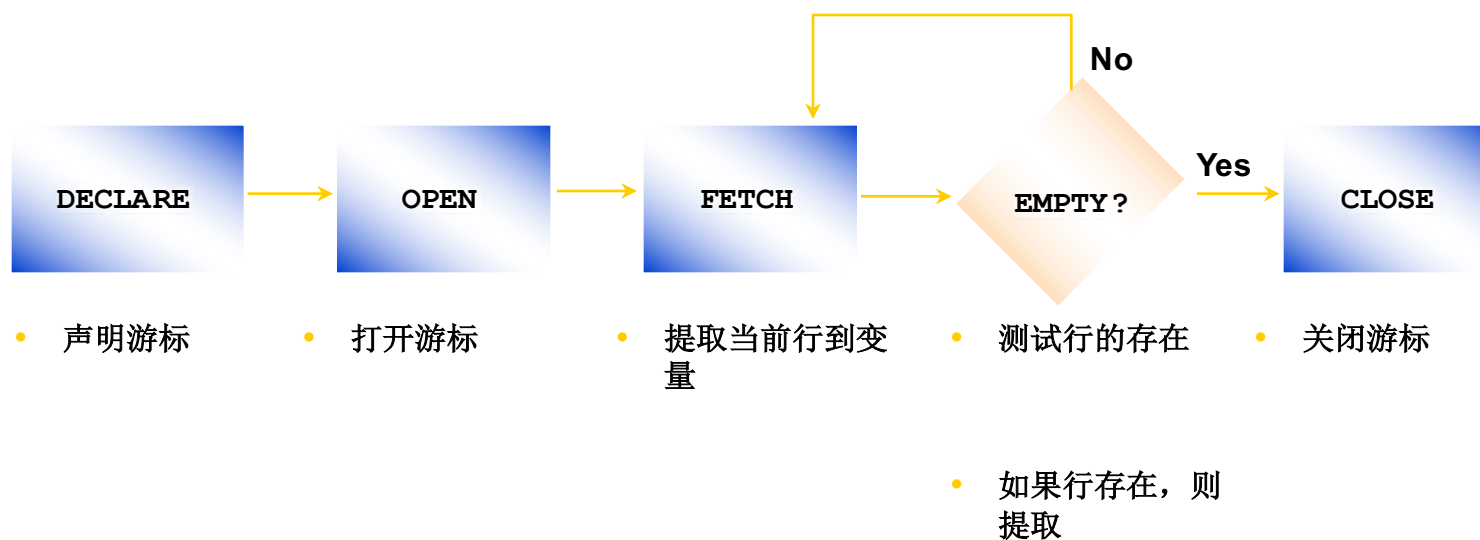 No
Yes
DECLARE
OPEN
FETCH
EMPTY?
CLOSE
• 声明游标
• 打开游标
• 提取当前行到变
量
• 测试行的存在
• 关闭游标
• 如果行存在，则
提取